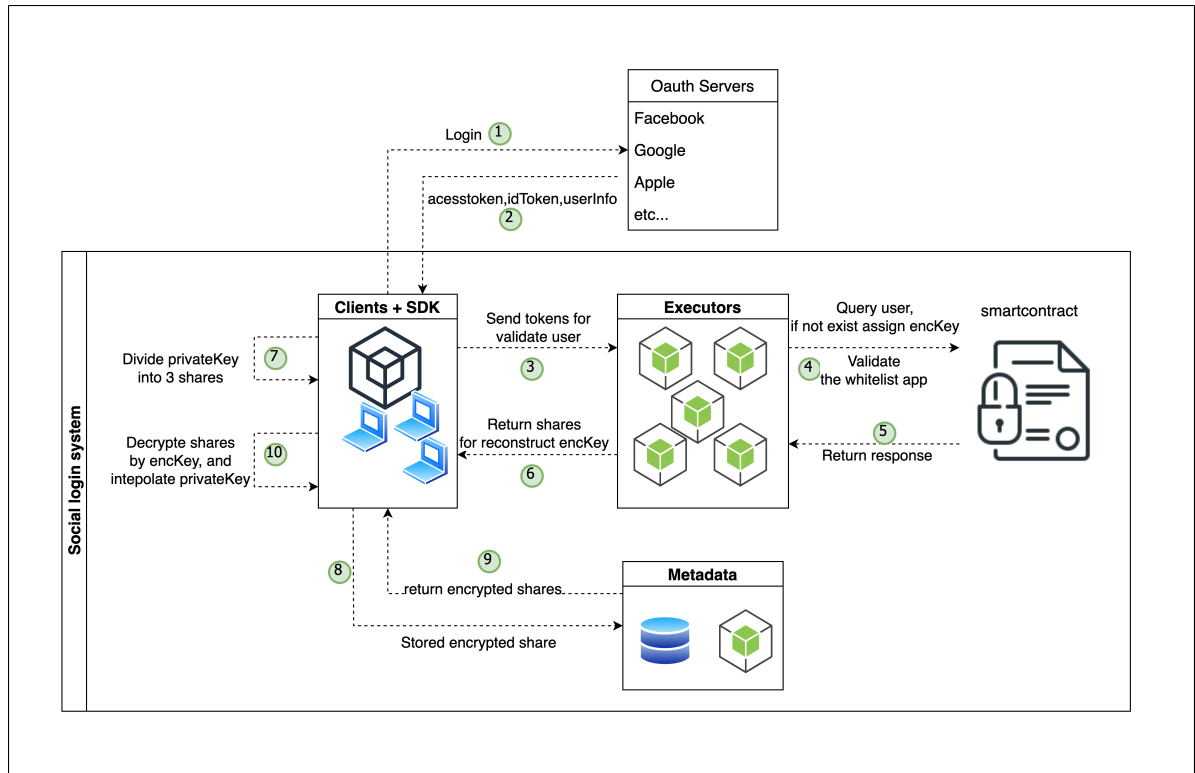 Oauth Servers
Facebook
Google
Apple
etc...
Login 1
acesstoken,idToken,userInfo
2
Social login system
Clients + SDK
Executors
smartcontract
Send tokens for
validate user
3
Query user,
if not exist assign encKey
4
Validate
the whitelist app
5
Return response
Return shares
for reconstruct encKey
6
7
Divide privateKey
into 3 shares
Decrypte shares
by encKey, and
intepolate privateKey
10
8
9
return encrypted shares
Stored encrypted share
Metadata